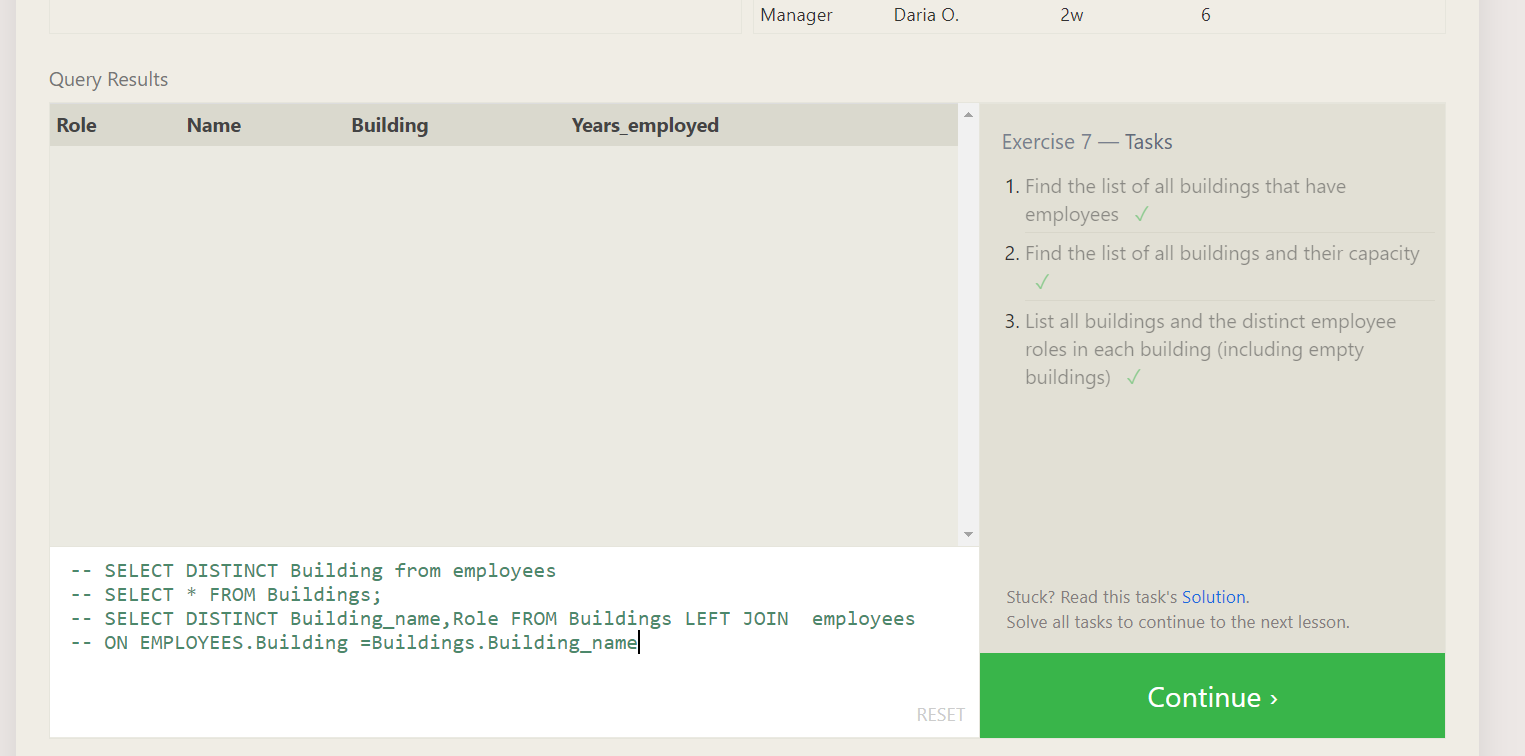 Manager Daria O. 2w 6
Query Results
Role Name Building Years_employed
Exercise 7 — Tasks
1. Find the list of all buildings that have
employees ✓
2. Find the list of all buildings and their capacity
✓
3. List all buildings and the distinct employee
roles in each building (including empty
buildings) ✓
Stuck? Read this task's Solution.
Solve all tasks to continue to the next lesson.
Continue ›
-- SELECT DISTINCT Building from employees
-- SELECT * FROM Buildings;
-- SELECT DISTINCT Building_name,Role FROM Buildings LEFT JOIN  employees
-- ON EMPLOYEES.Building =Buildings.Building_name
RESET